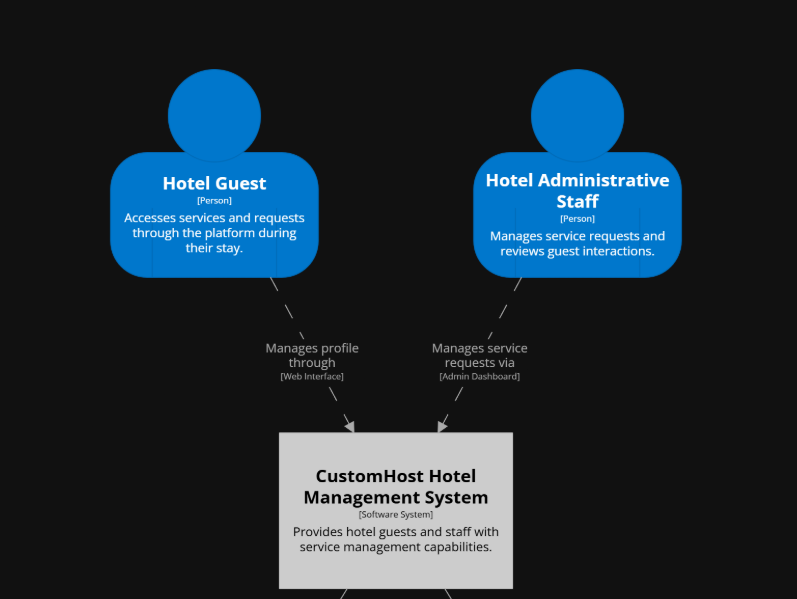 Hotel Guest
[Person]
Accesses services and requests
through the platform during
their stay.
Hotel Administrative
Staff
[Person]
Manages service requests and
reviews guest interactions.
Manages profile
through
[Web Interface]
Manages service
requests via
[Admin Dashboard]
CustomHost Hotel
Management System
[Software System]
Provides hotel guests and staff with
service management capabilities.